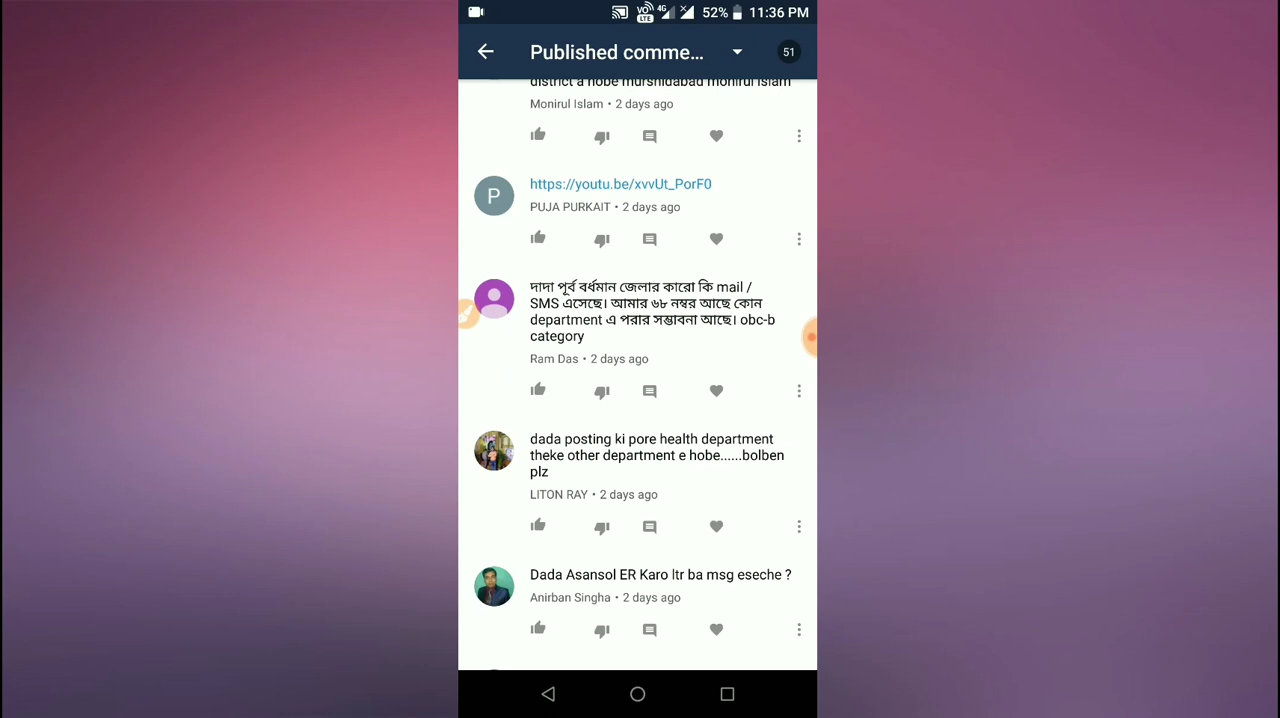 VO LTE 4G 52% 11:36 PM
Published comme... 51
district a hobe murshidabad monirul islam
Monirul Islam • 2 days ago
P
https://youtu.be/xvvUt_PorF0
PUJA PURKAIT • 2 days ago
দাদা পূর্ব বর্ধমান জেলার কারো কি mail /
SMS এসেছে। আমার ৬৮ নম্বর আছে কোন
department এ পরার সম্ভাবনা আছে। obc-b
category
Ram Das • 2 days ago
dada posting ki pore health department
theke other department e hobe......bolben
plz
LITON RAY • 2 days ago
Dada Asansol ER Karo ltr ba msg eseche ?
Anirban Singha • 2 days ago